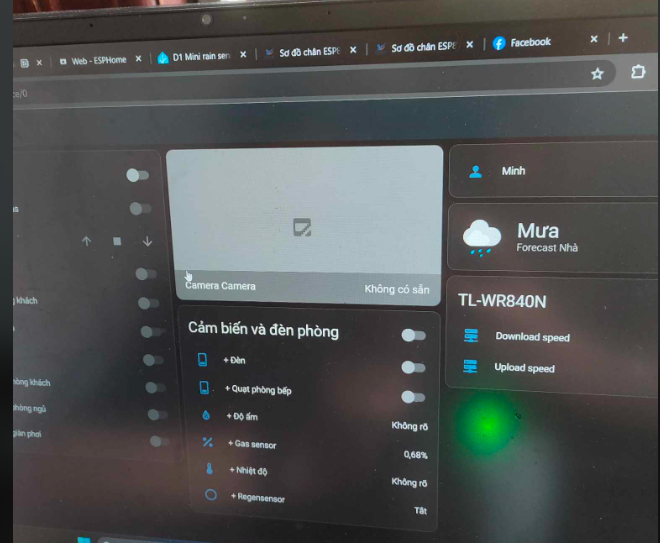 Web - ESPHome
D1 Mini rain sen
Sơ đồ chân ESP
Sơ đồ chân ESP
Facebook
ce/0
Minh
Mưa
Forecast Nhà
Camera Camera
Không có sẵn
TL-WR840N
Download speed
Upload speed
khách
Cảm biến và đèn phòng
+ Đèn
+ Quạt phòng bếp
+ Độ ẩm
Không rõ
+ Gas sensor
0,68%
+ Nhiệt độ
Không rõ
+ Regensensor
Tắt
hòng khách
phòng ngủ
giàn phơi